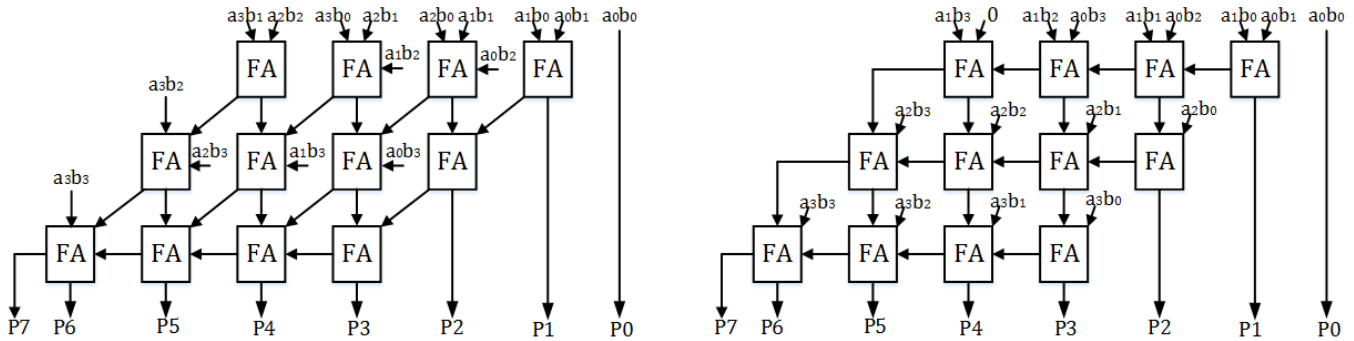 a3b1 a2b2 a3b0 a2b1 a2b0 a1b1 a1b0 a0b1 a0b0
FA a1b2 FA a0b2 FA FA
a3b2
FA a2b3 FA a1b3 FA a0b3 FA
a3b3
FA FA FA FA
P7 P6 P5 P4 P3 P2 P1 P0
a1b3 0 a1b2 a0b3 a1b1 a0b2 a1b0 a0b1 a0b0
FA FA FA FA
a2b3 a2b2 a2b1 a2b0
FA FA FA FA
a3b3 a3b2 a3b1 a3b0
FA FA FA FA
P7 P6 P5 P4 P3 P2 P1 P0